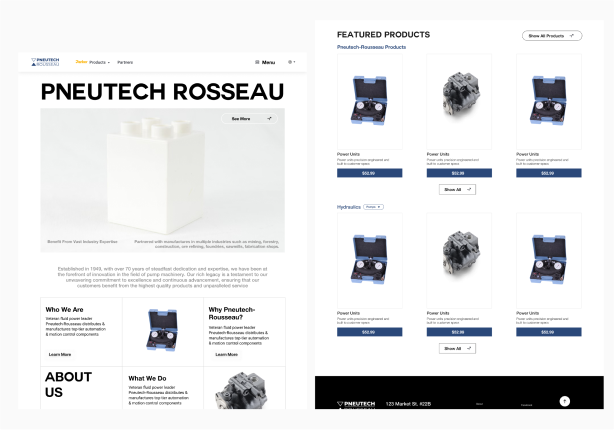 PNEUTECH
ROUSSEAU
Products
Partners
Menu
PNEUTECH ROSSEAU
See More
Benefit From Vast Industry Expertise
Partnered with manufacturers in multiple industries such as mining, forestry,
construction, ore refining, foundries, sawmills, fabrication shops.
Established in 1949, with over 70 years of steadfast dedication and expertise, we have been at
the forefront of innovation in the field of pump machinery. Our rich legacy is a testament to our
unwavering commitment to excellence and continuous advancement, ensuring that our
customers benefit from the highest quality products and unparalleled service
Who We Are
Veteran fluid power leader
Pneutech-Rousseau distributes &
manufactures top-tier automation
& motion control components
Learn More
Why Pneutech-
Rousseau?
Veteran fluid power leader
Pneutech-Rousseau distributes &
manufactures top-tier automation
& motion control components
Learn More
ABOUT
US
What We Do
Veteran fluid power leader
Pneutech-Rousseau distributes &
manufactures top-tier automation
& motion control components
FEATURED PRODUCTS
Show All Products
Pneutech-Rousseau Products
Power Units
Power units precision engineered and
built to customer specs
$52.99
Power Units
Power units precision engineered and
built to customer specs
$52.99
Power Units
Power units precision engineered and
built to customer specs
$52.99
Show All
Hydraulics
Power Units
Power units precision engineered and
built to customer specs
$52.99
Power Units
Power units precision engineered and
built to customer specs
$52.99
Power Units
Power units precision engineered and
built to customer specs
$52.99
Show All
PNEUTECH
123 Market St. #22B